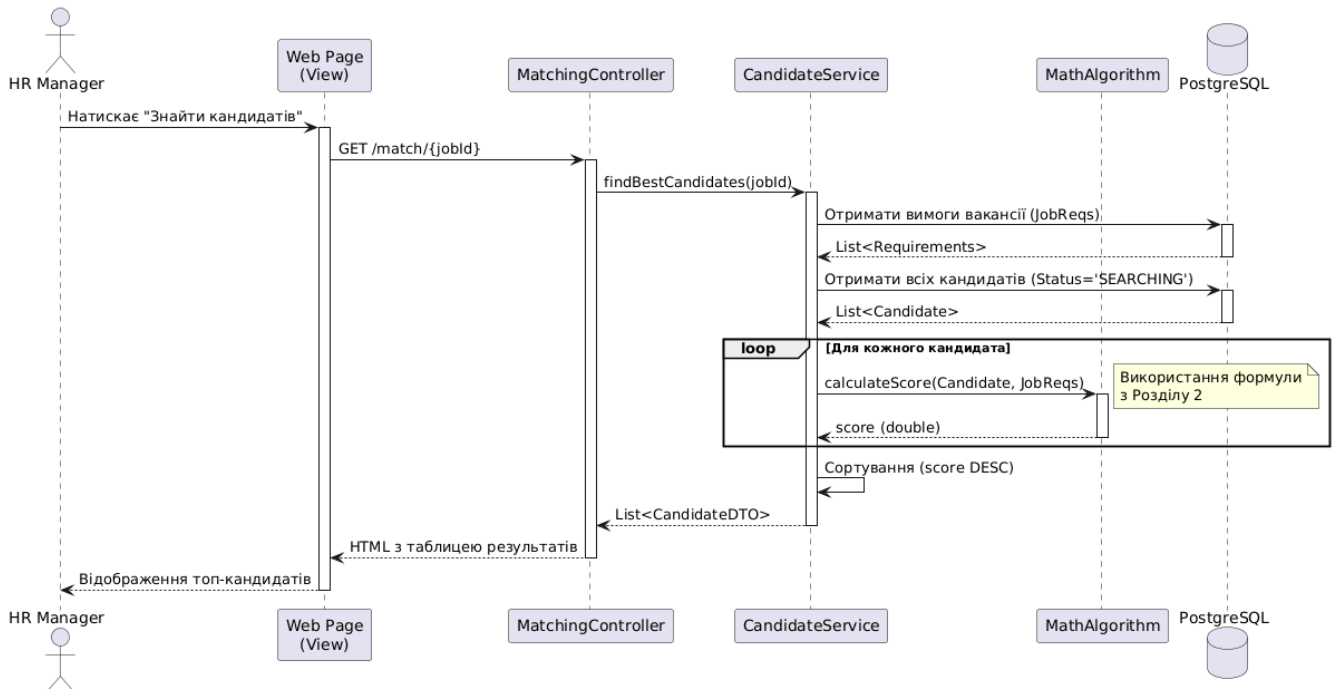 HR Manager
Web Page
(View)
MatchingController
CandidateService
MathAlgorithm
PostgreSQL
Натискає "Знайти кандидатів"
GET /match/{jobId}
findBestCandidates(jobId)
Отримати вимоги вакансії (JobReqs)
List<Requirements>
Отримати всіх кандидатів (Status='SEARCHING')
List<Candidate>
loop
[Для кожного кандидата]
calculateScore(Candidate, JobReqs)
Використання формули
з Розділу 2
score (double)
Сортування (score DESC)
List<CandidateDTO>
HTML з таблицею результатів
Відображення топ-кандидатів
HR Manager
Web Page
(View)
MatchingController
CandidateService
MathAlgorithm
PostgreSQL